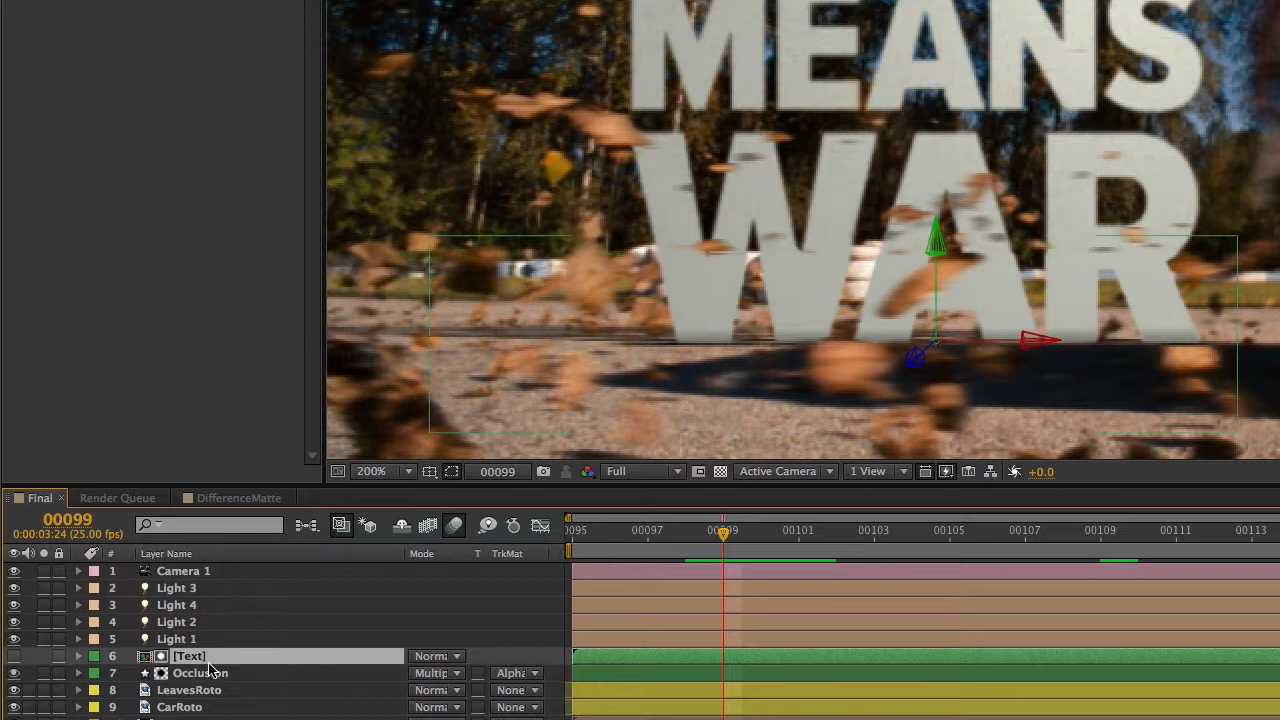 MEANS
WAR
200% 00099 Full Active Camera 1 View +0.0
Final × Render Queue DifferenceMatte
00099
0:00:03:24 (25.00 fps)
0095 00097 00099 00101 00103 00105 00107 00109 00111 00113
# Layer Name Mode T TrkMat
1 Camera 1
2 Light 3
3 Light 4
4 Light 2
5 Light 1
6 [Text] Norma
7 Occlusion Multip Alpha
8 LeavesRoto Norma None
9 CarRoto Norma None